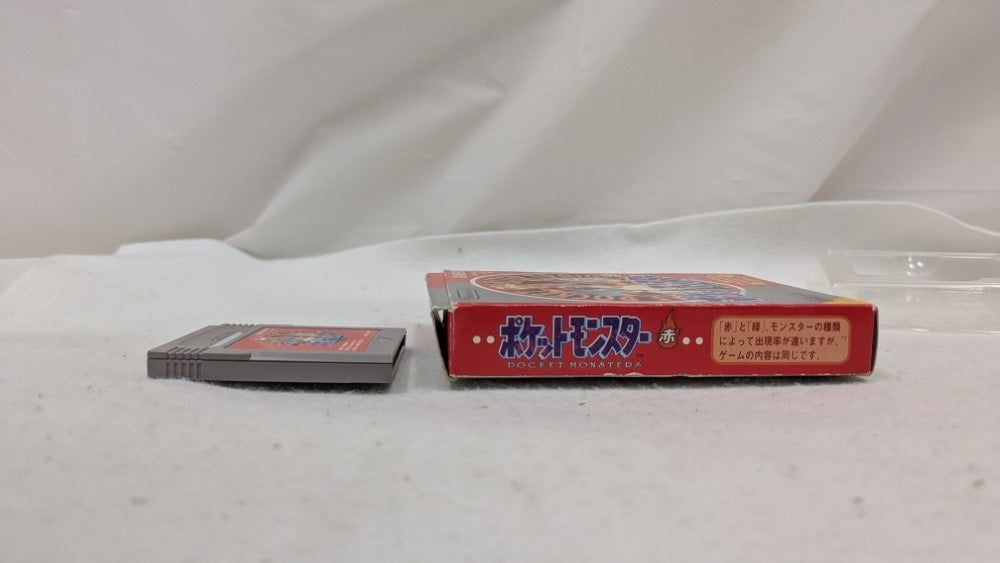 ポケットモンスター 赤
POCKET MONSTERS
「赤」と「緑」、モンスターの種類
によって出現率が違いますが、
ゲームの内容は同じです。